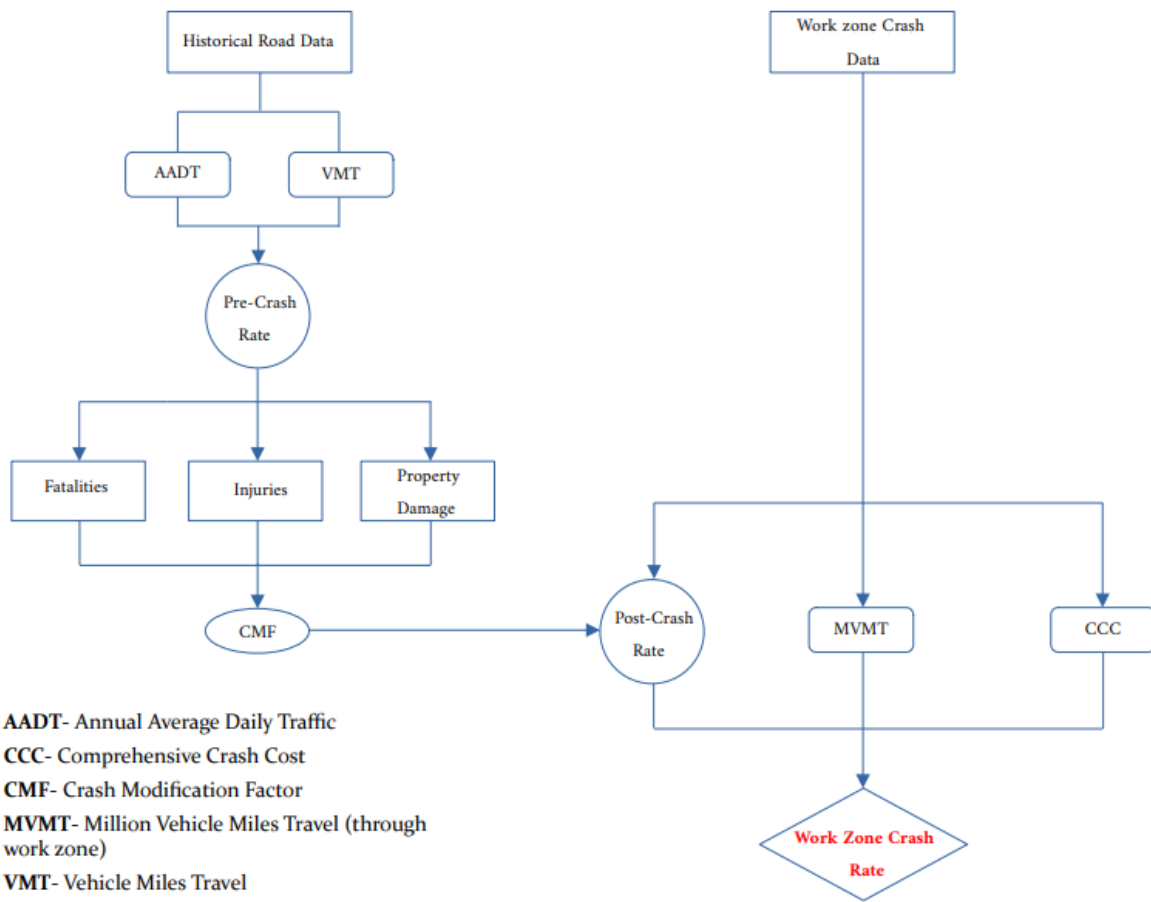 Historical Road Data
Work zone Crash
Data
AADT
VMT
Pre-Crash
Rate
Fatalities
Injuries
Property
Damage
CMF
Post-Crash
Rate
MVMT
CCC
AADT- Annual Average Daily Traffic
CCC- Comprehensive Crash Cost
CMF- Crash Modification Factor
MVMT- Million Vehicle Miles Travel (through
work zone)
VMT- Vehicle Miles Travel
Work Zone Crash
Rate